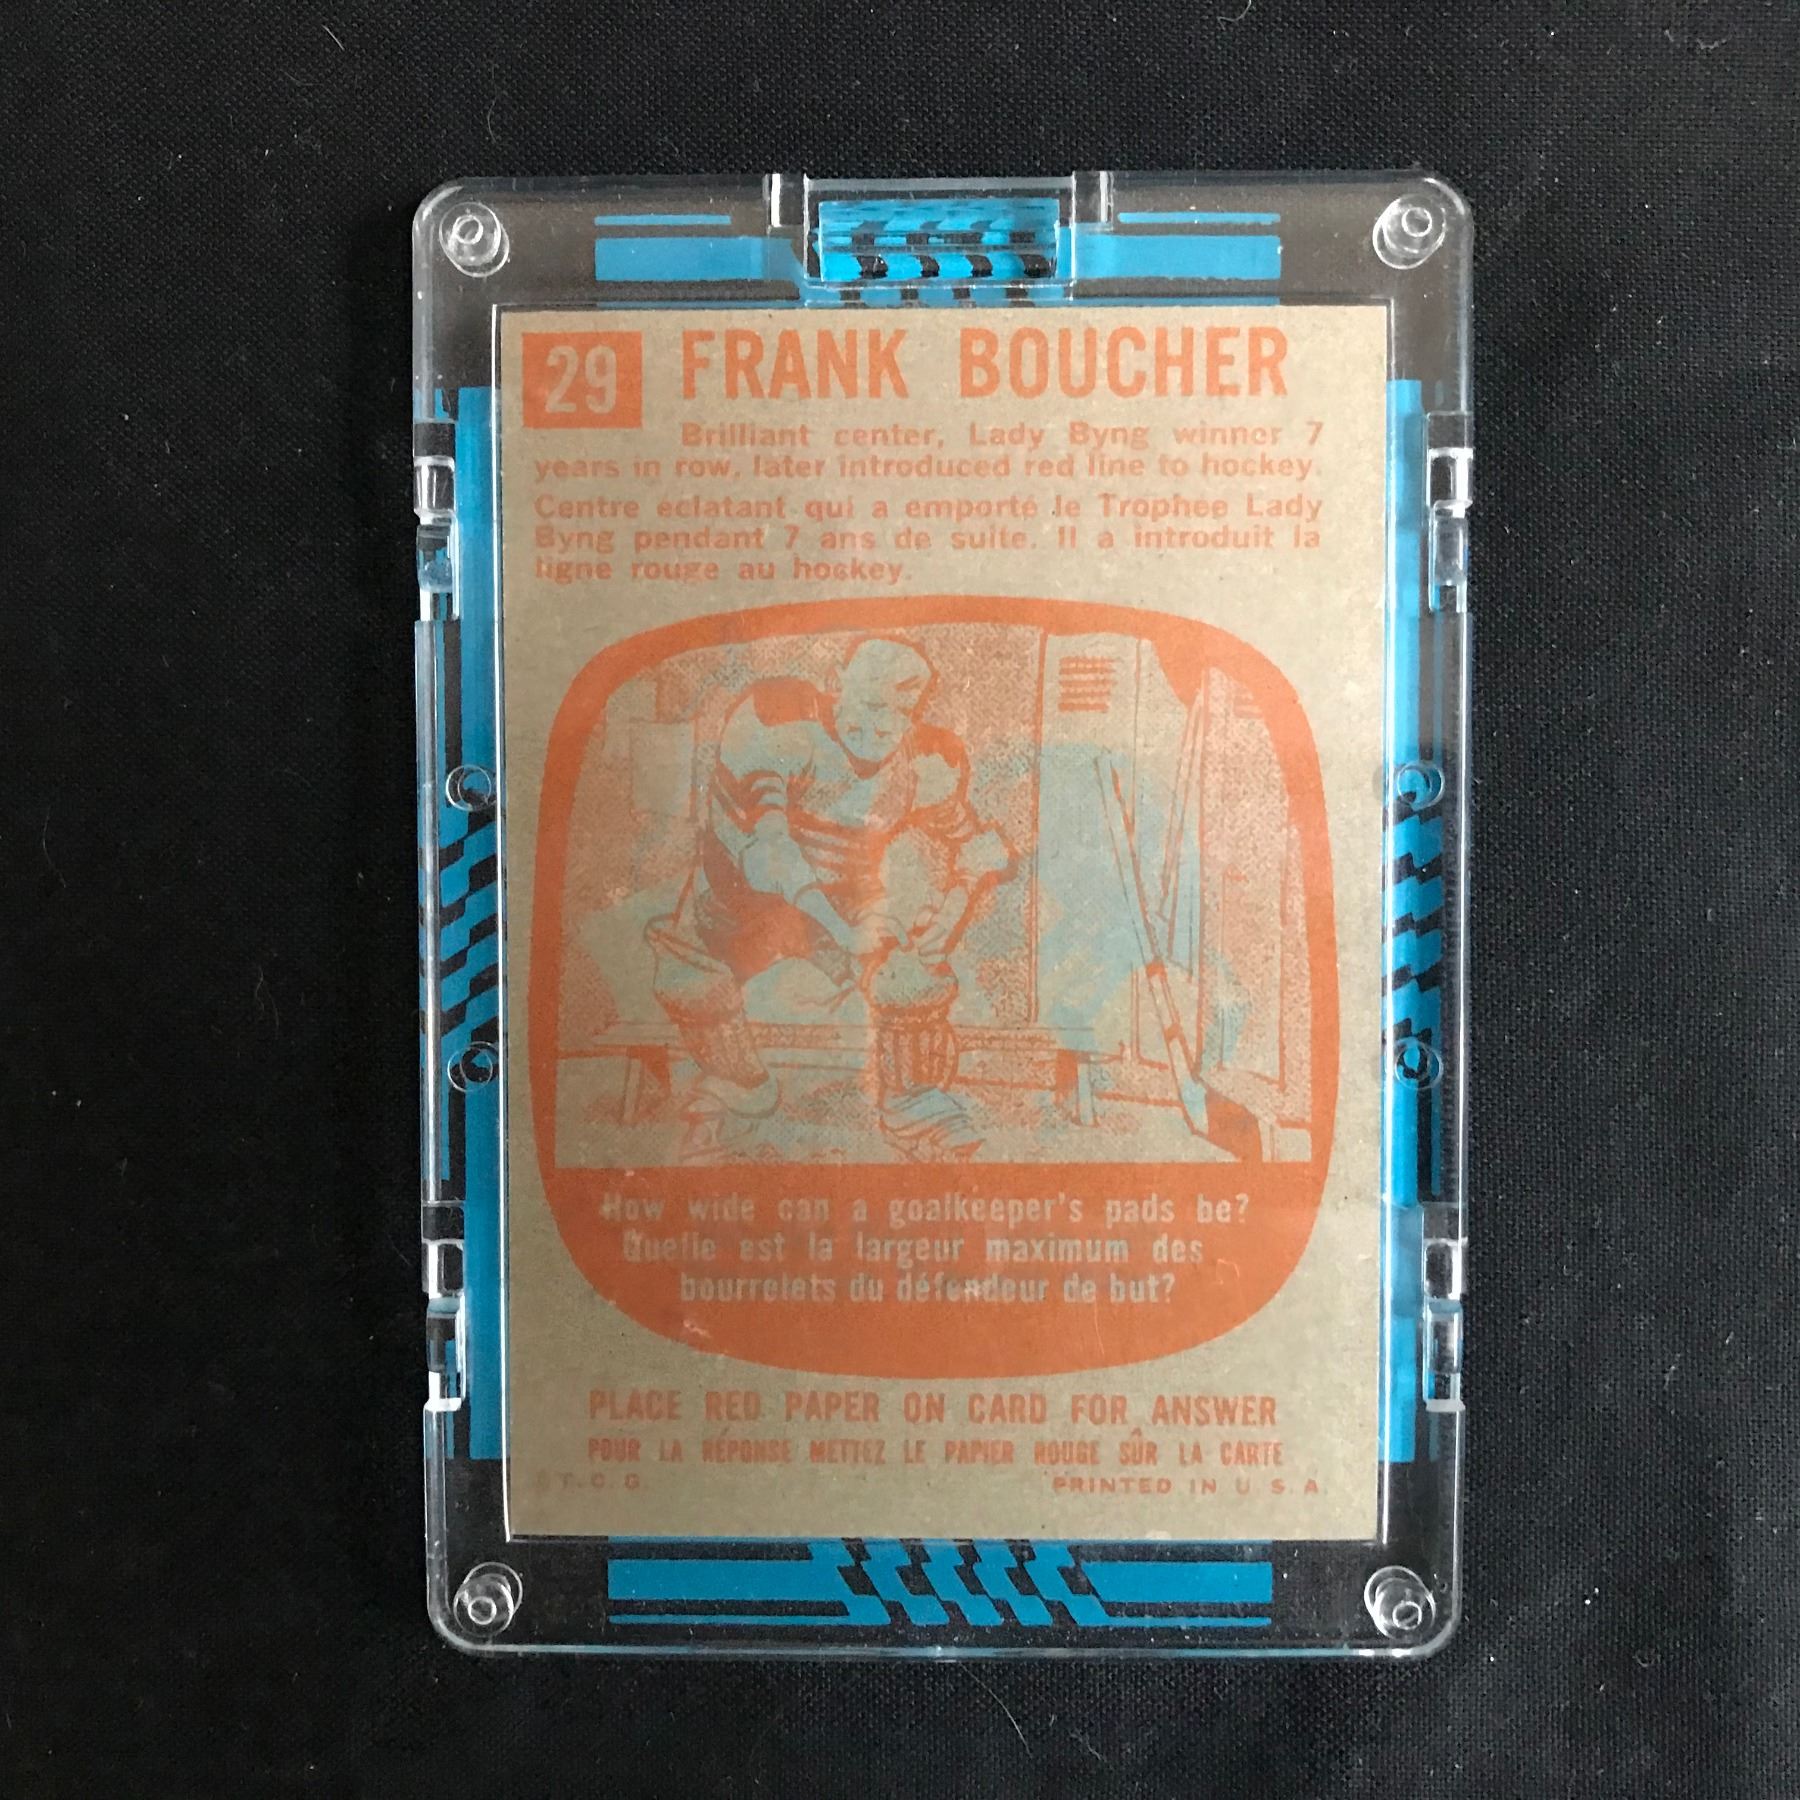 29 FRANK BOUCHER
Brilliant center, Lady Byng winner 7
years in row, later introduced red line to hockey.
Centre eclatant qui a emporté le Trophee Lady
Byng pendant 7 ans de suite. Il a introduit la
ligne rouge au hockey.
How wide can a goalkeeper's pads be?
Quelle est la largeur maximum des
bourrelets du défendeur de but?
PLACE RED PAPER ON CARD FOR ANSWER
POUR LA RÉPONSE METTEZ LE PAPIER ROUGE SÛR LA CARTE
© T.C.G. PRINTED IN U.S.A.